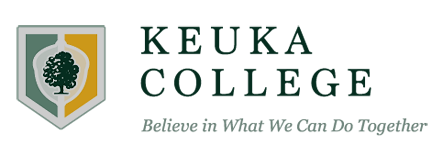 KEUKA
COLLEGE
Believe in What We Can Do Together